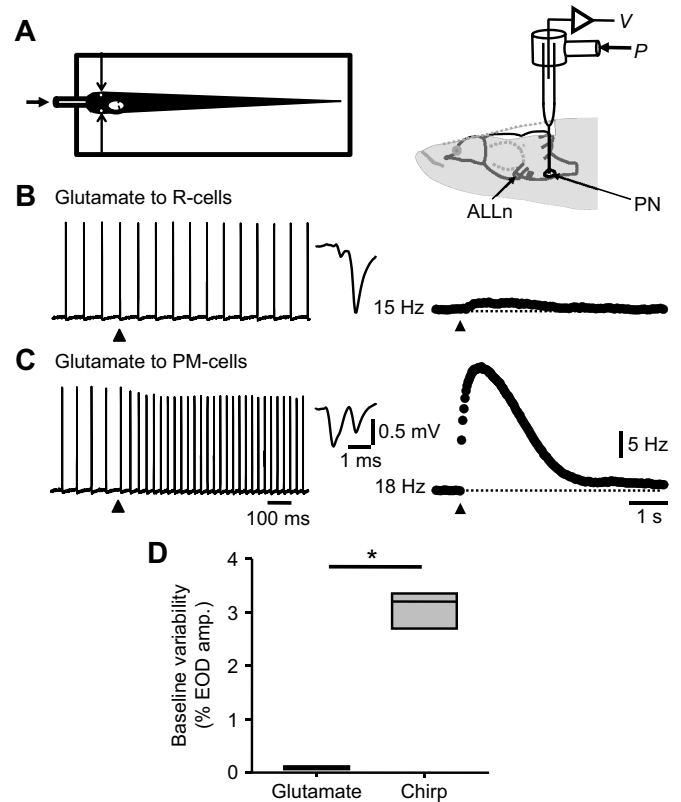 A
V
P
ALLn
PN
B Glutamate to R-cells
15 Hz
C Glutamate to PM-cells
0.5 mV
1 ms
5 Hz
18 Hz
100 ms
1 s
D
*
Baseline variability
(% EOD amp.)
4
3
2
1
0
Glutamate
Chirp